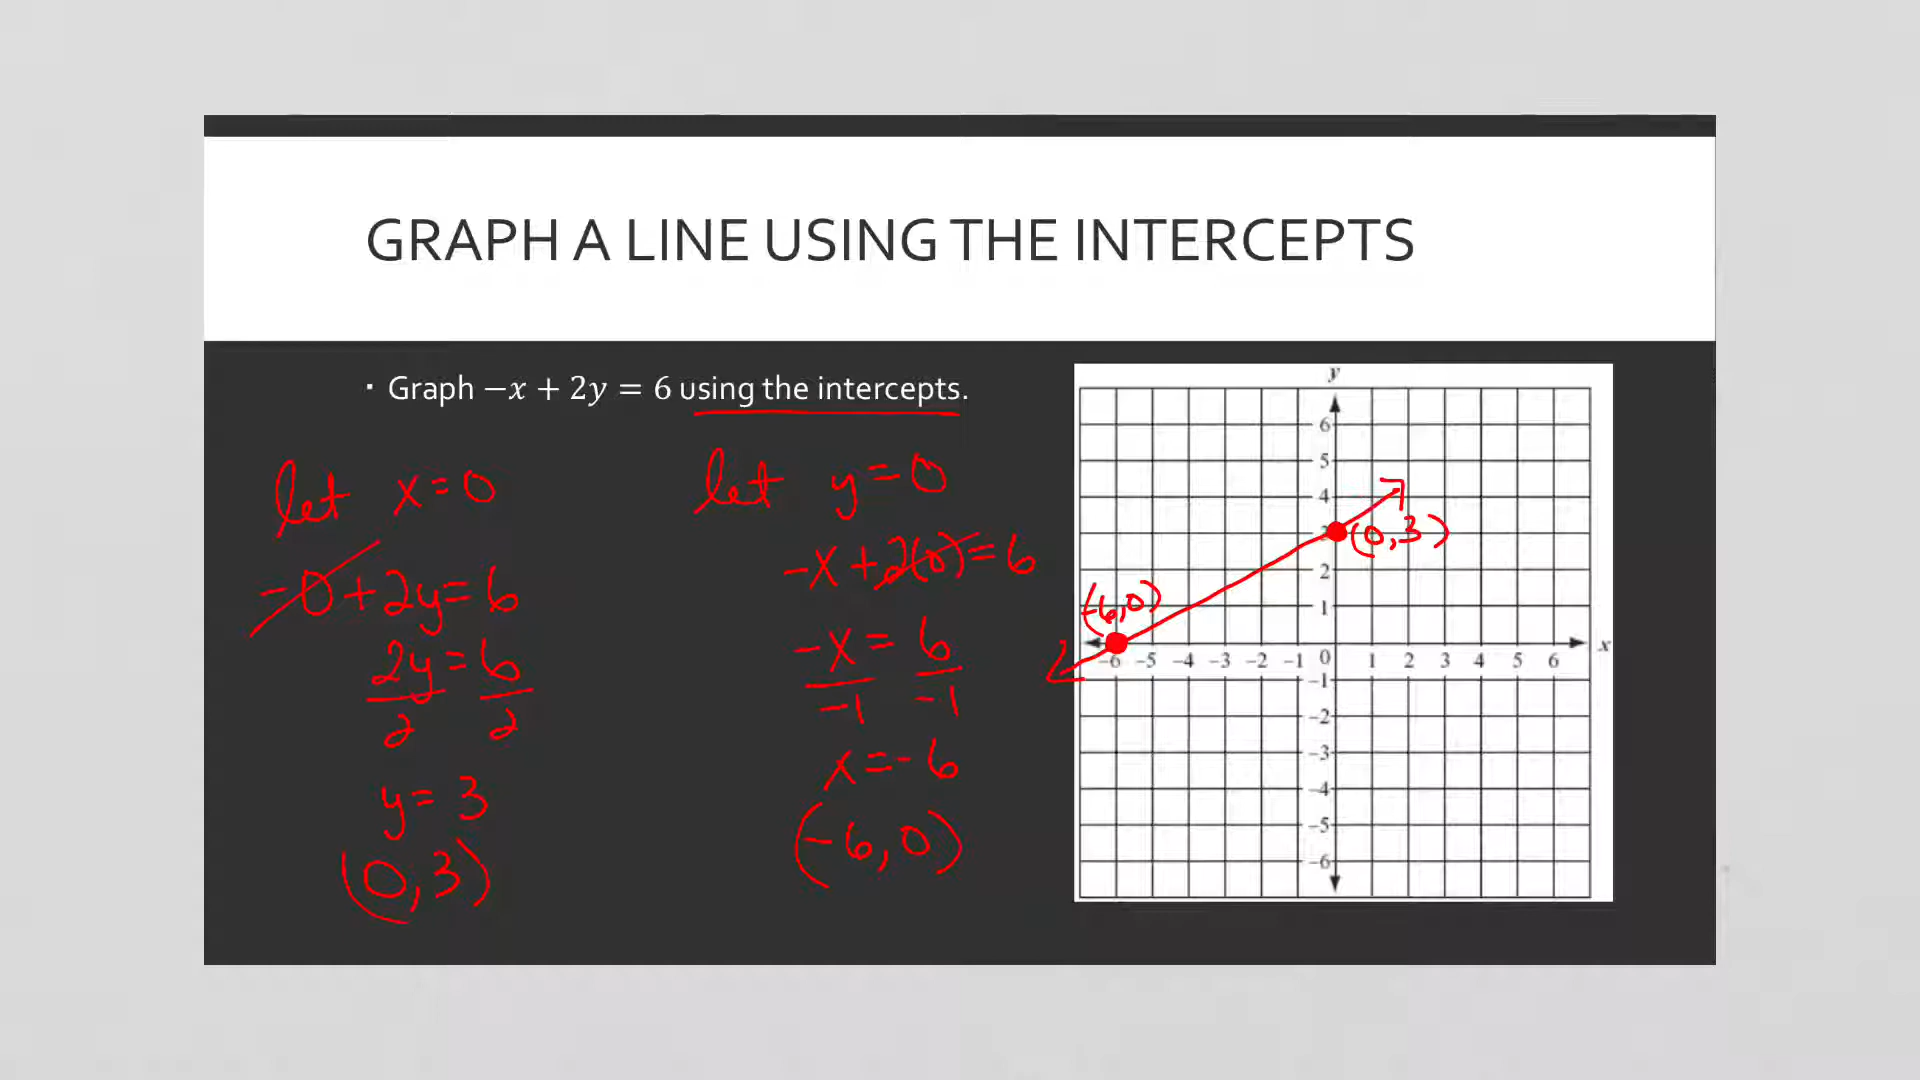 GRAPH A LINE USING THE INTERCEPTS
▪ Graph −x + 2y = 6 using the intercepts.
let x=0
-0+2y=6
2y=6
2 2
y=3
(0,3)
let y=0
-x+2(0)=6
-x=6
-1 -1
x=-6
(-6,0)
y
6
5
4
3
2
1
(0,3)
(-6,0)
-6 -5 -4 -3 -2 -1 0 1 2 3 4 5 6 x
-1
-2
-3
-4
-5
-6